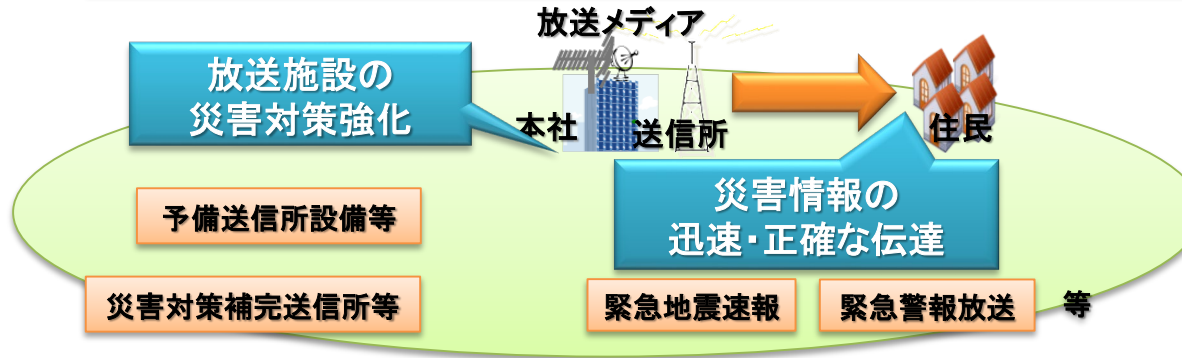 放送メディア
放送施設の
災害対策強化
本社
送信所
住民
災害情報の
迅速・正確な伝達
予備送信所設備等
災害対策補完送信所等
緊急地震速報
緊急警報放送
等